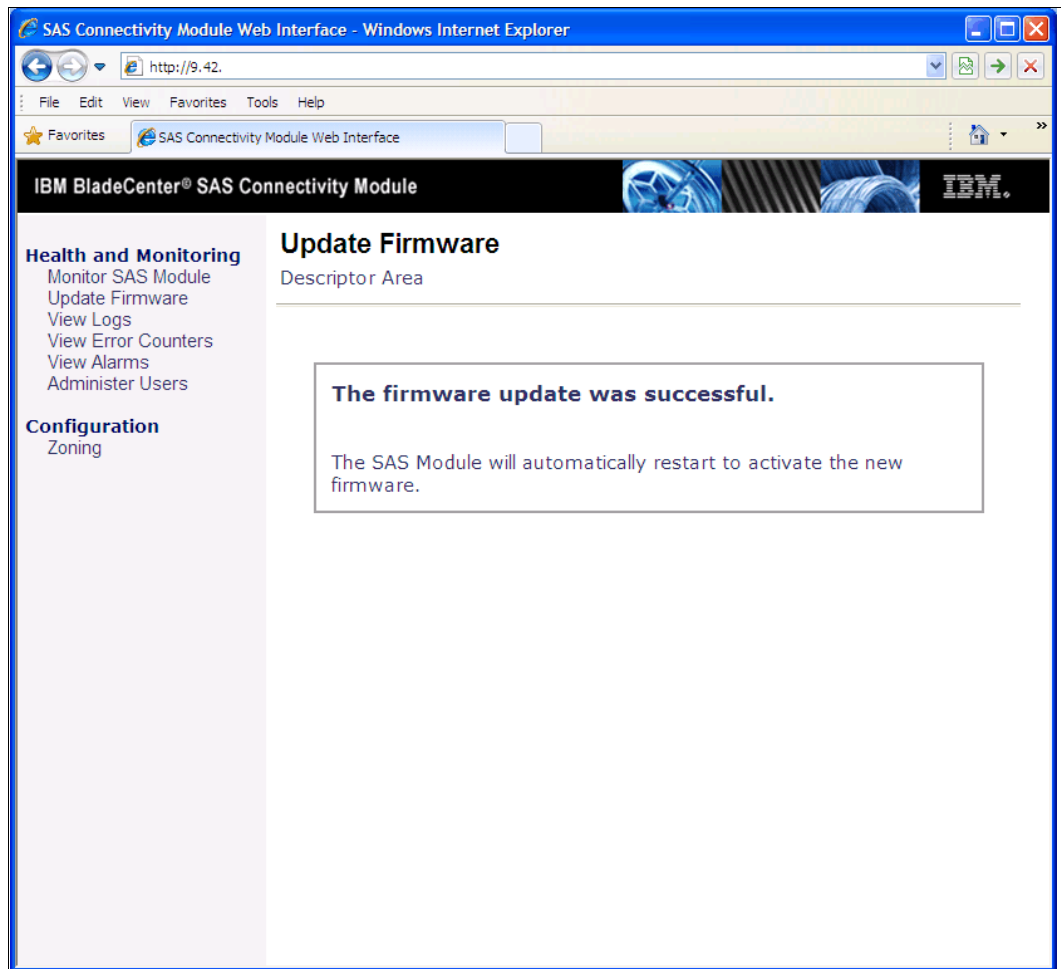 SAS Connectivity Module Web Interface - Windows Internet Explorer
http://9.42.
File Edit View Favorites Tools Help
Favorites SAS Connectivity Module Web Interface
IBM BladeCenter® SAS Connectivity Module IBM.
Health and Monitoring
Monitor SAS Module
Update Firmware
View Logs
View Error Counters
View Alarms
Administer Users
Configuration
Zoning
Update Firmware
Descriptor Area
The firmware update was successful.
The SAS Module will automatically restart to activate the new
firmware.